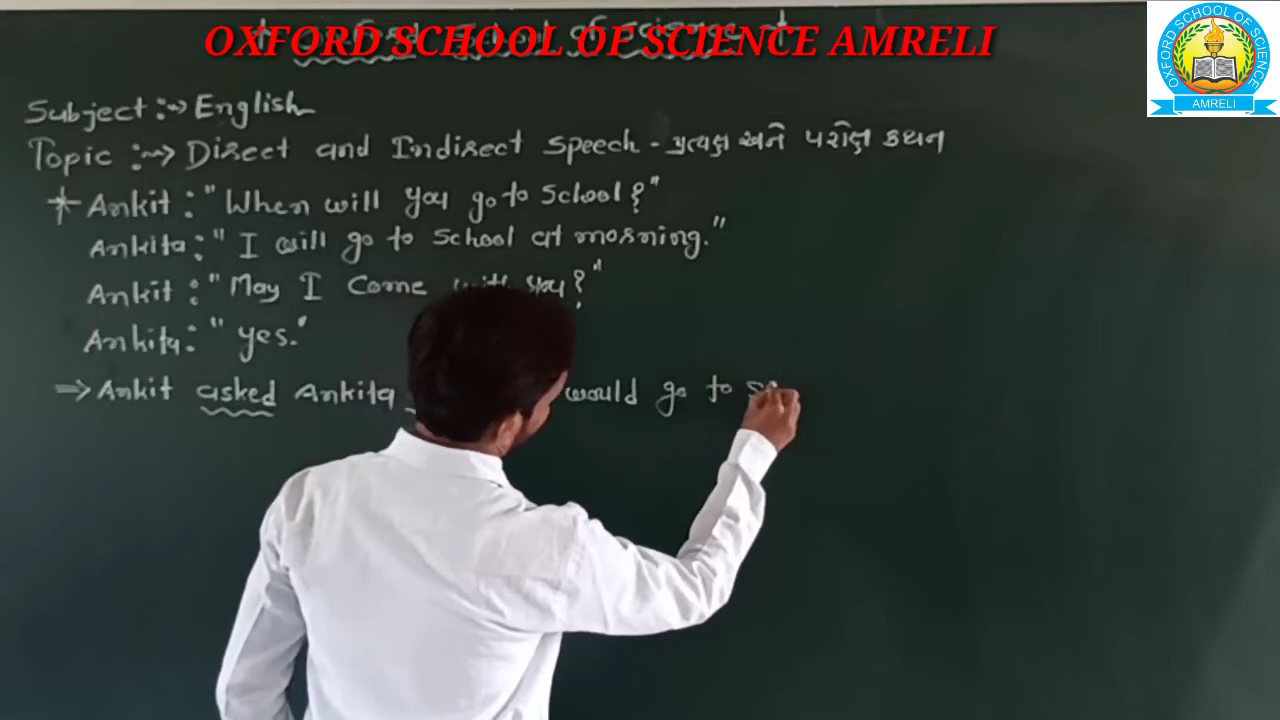 OXFORD SCHOOL OF SCIENCE AMRELI
OXFORD SCHOOL OF SCIENCE
AMRELI
Subject :→ English
Topic :→ Direct and Indirect Speech - પ્રત્યક્ષ અને પરોક્ષ કથન
* Ankit : "When will you go to School?"
Ankita : "I will go to School at morning."
Ankit : "May I Come with you?"
Ankita : "yes."
⇒ Ankit asked Ankita would go to